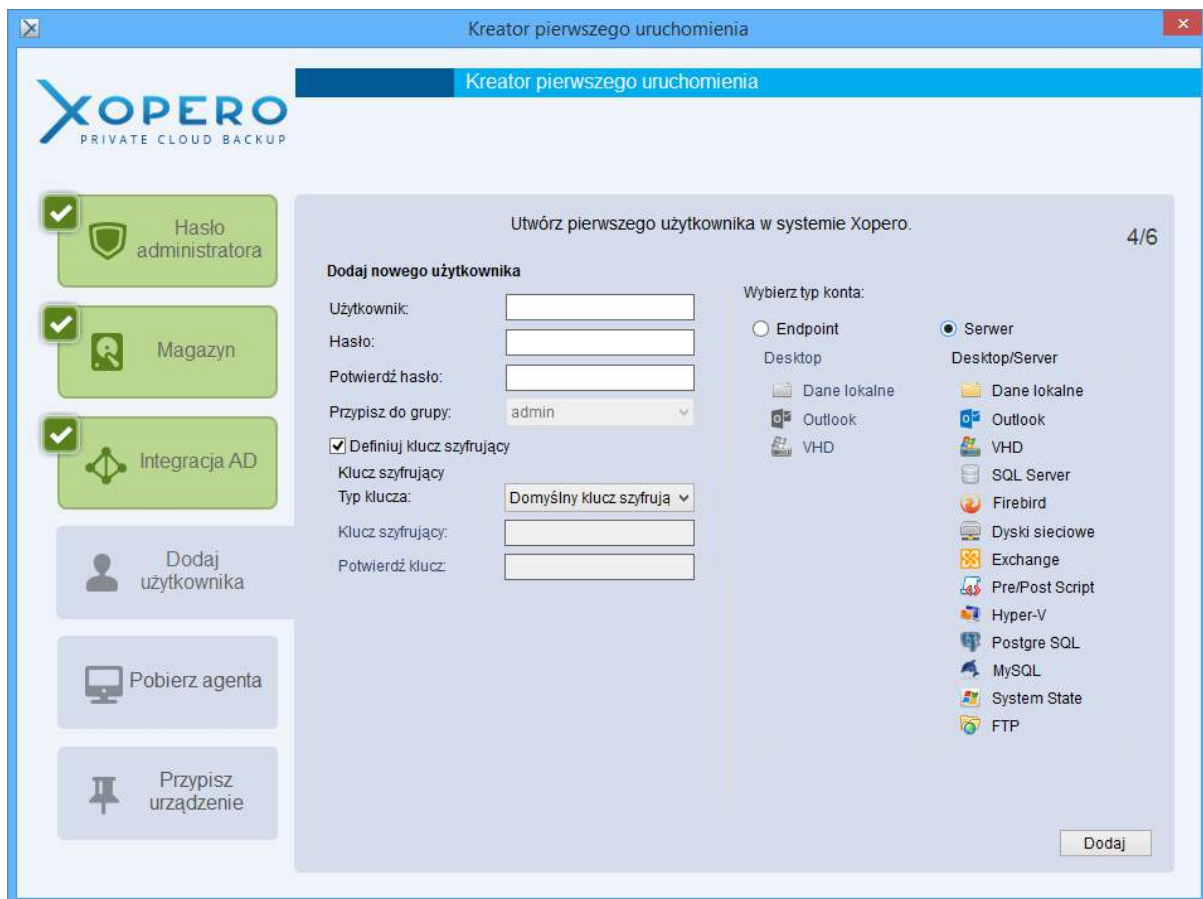 Kreator pierwszego uruchomienia
Kreator pierwszego uruchomienia
XOPERO
PRIVATE CLOUD BACKUP
Hasło
administratora
Magazyn
Integracja AD
Dodaj
użytkownika
Pobierz agenta
Przypisz
urządzenie
Utwórz pierwszego użytkownika w systemie Xopero.
4/6
Dodaj nowego użytkownika
Użytkownik:
Hasło:
Potwierdź hasło:
Przypisz do grupy: admin
Definiuj klucz szyfrujący
Klucz szyfrujący
Typ klucza: Domyślny klucz szyfrują
Klucz szyfrujący:
Potwierdź klucz:
Wybierz typ konta:
Endpoint
Desktop
Dane lokalne
Outlook
VHD
Serwer
Desktop/Server
Dane lokalne
Outlook
VHD
SQL Server
Firebird
Dyski sieciowe
Exchange
Pre/Post Script
Hyper-V
Postgre SQL
MySQL
System State
FTP
Dodaj